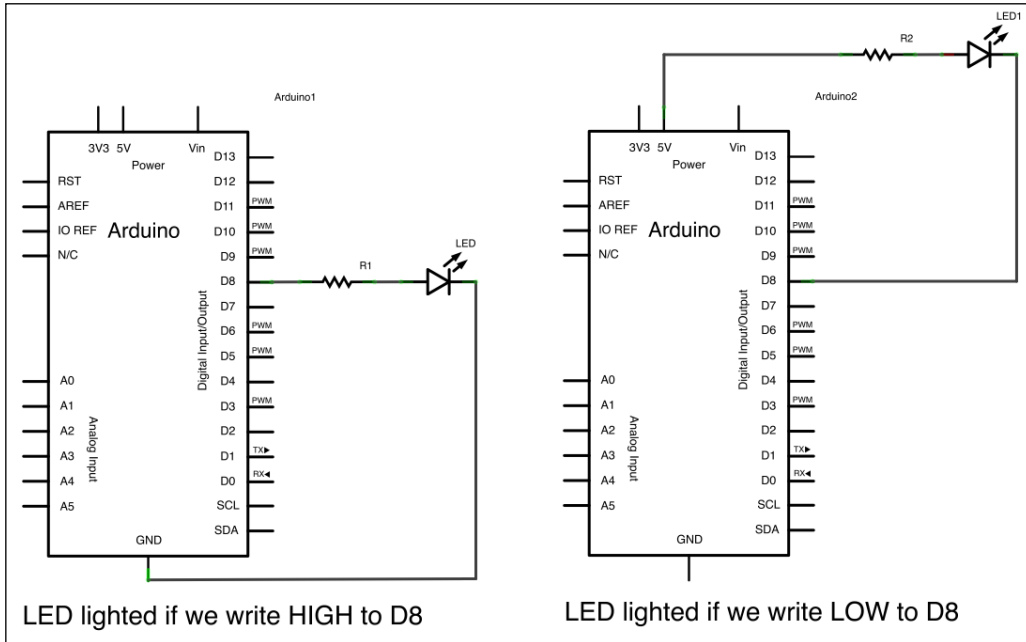 Arduino1
3V3 5V Vin
Power
D13
RST D12
AREF D11 PWM
IO REF Arduino D10 PWM
N/C D9 PWM
D8 R1 LED
D7
D6 PWM
D5 PWM
Digital Input/Output
A0 D4
A1 D3 PWM
A2 D2
A3 D1 TX▶
A4 D0 RX◀
A5 SCL
Analog Input
SDA
GND
LED lighted if we write HIGH to D8
LED1
R2
Arduino2
3V3 5V Vin
Power
D13
RST D12
AREF D11 PWM
IO REF Arduino D10 PWM
N/C D9 PWM
D8
D7
D6 PWM
D5 PWM
Digital Input/Output
A0 D4
A1 D3 PWM
A2 D2
A3 D1 TX▶
A4 D0 RX◀
A5 SCL
Analog Input
SDA
GND
LED lighted if we write LOW to D8